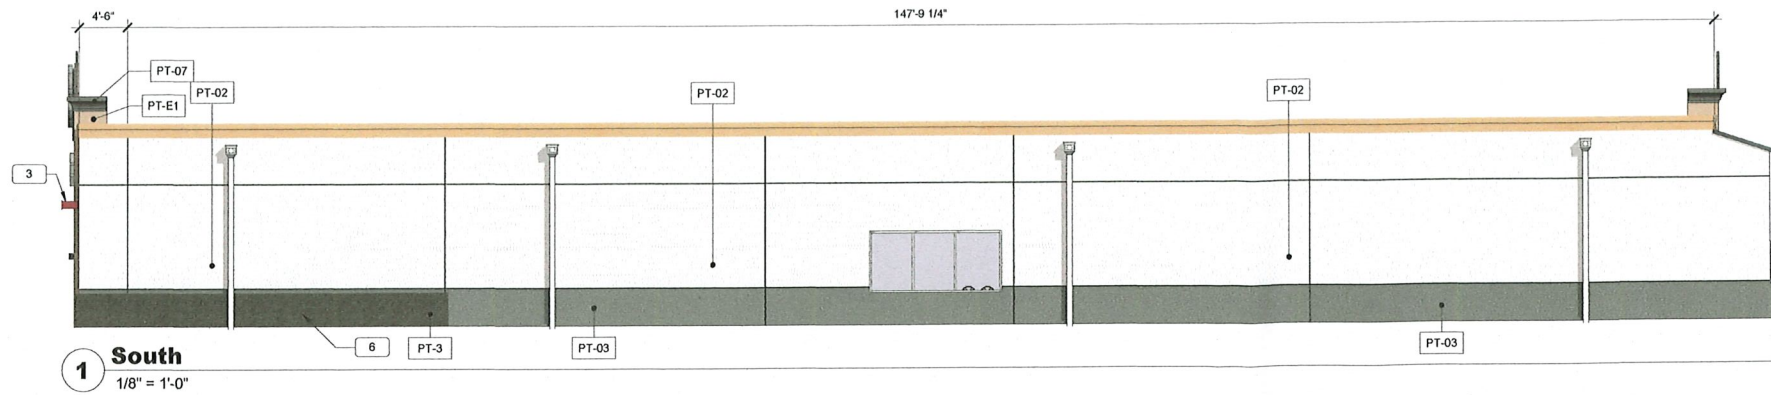 4'-6"
147'-9 1/4"
PT-07
PT-02
PT-02
PT-02
PT-E1
3
6
PT-3
PT-03
PT-03
1
South
1/8" = 1'-0"